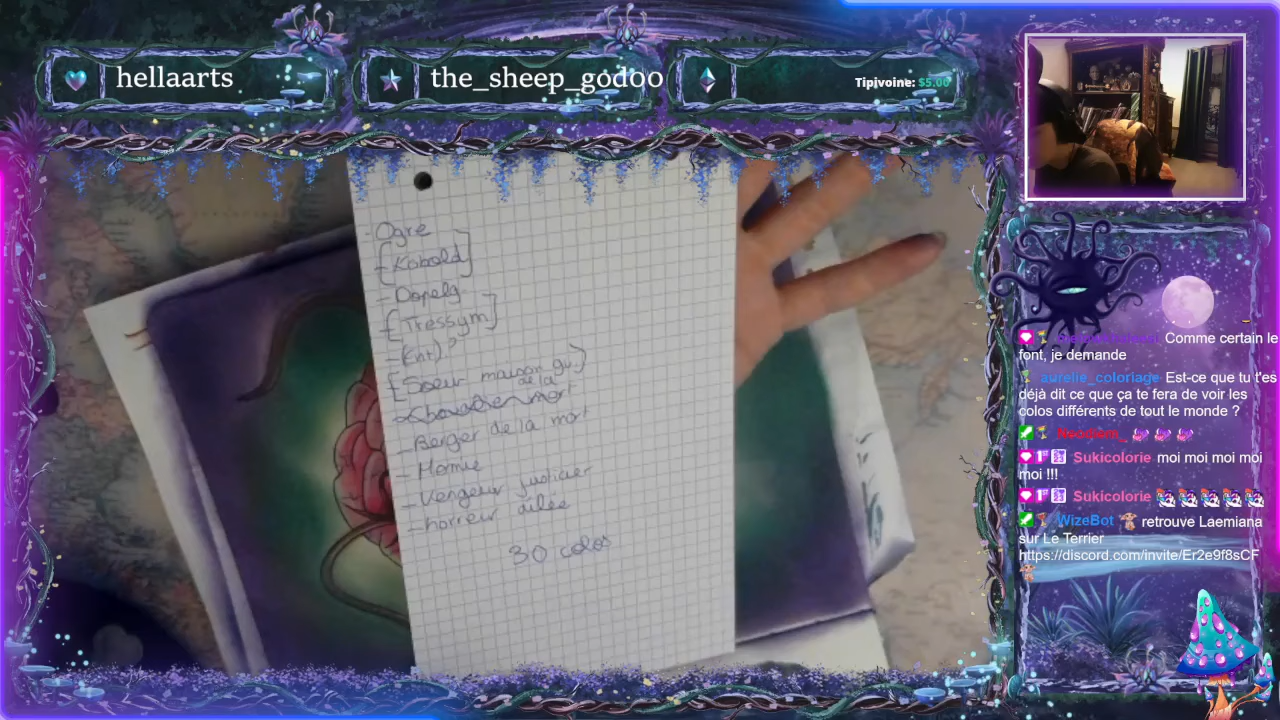 hellaarts
the_sheep_godoo
Tipivoine: $5.00
- Ogre
- [Kobold]
- Dopelg
- [Tressym]
- (Ent) ?
[Soeur maison gu.]
de la
mort
- Berger de la mort
- Momie
- Vengeur justicier
- horreur ailée
30 colos
Comme certain le
font, je demande
aurelie_coloriage Est-ce que tu t'es
déjà dit ce que ça te fera de voir les
colos différents de tout le monde ?
Sukicolorie moi moi moi moi
moi !!!
Sukicolorie
WizeBot retrouve Laemiana
sur Le Terrier
https://discord.com/invite/Er2e9f8sCF